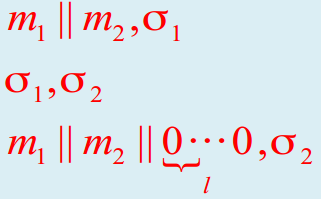 m₁ || m₂,σ₁
σ₁,σ₂
m₁ || m₂ || 0⋯0,σ₂
l